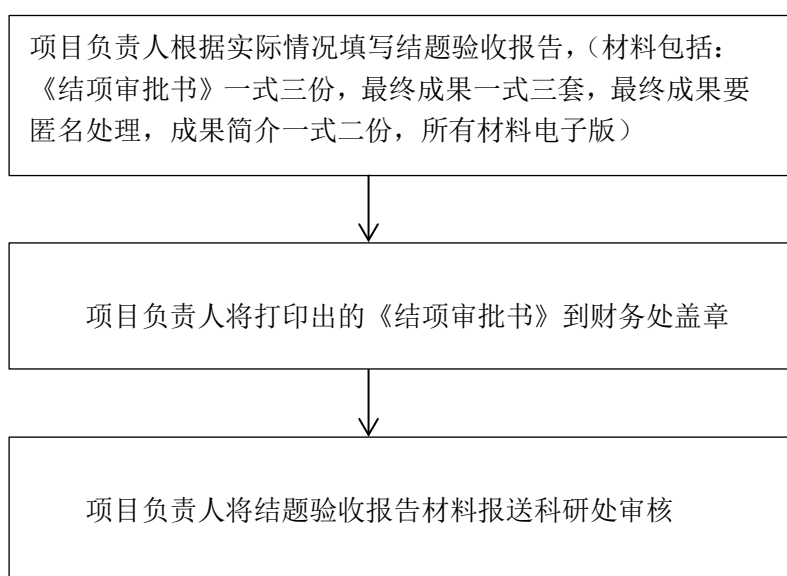 项目负责人根据实际情况填写结题验收报告，（材料包括：
《结项审批书》一式三份，最终成果一式三套，最终成果要
匿名处理，成果简介一式二份，所有材料电子版）
项目负责人将打印出的《结项审批书》到财务处盖章
项目负责人将结题验收报告材料报送科研处审核